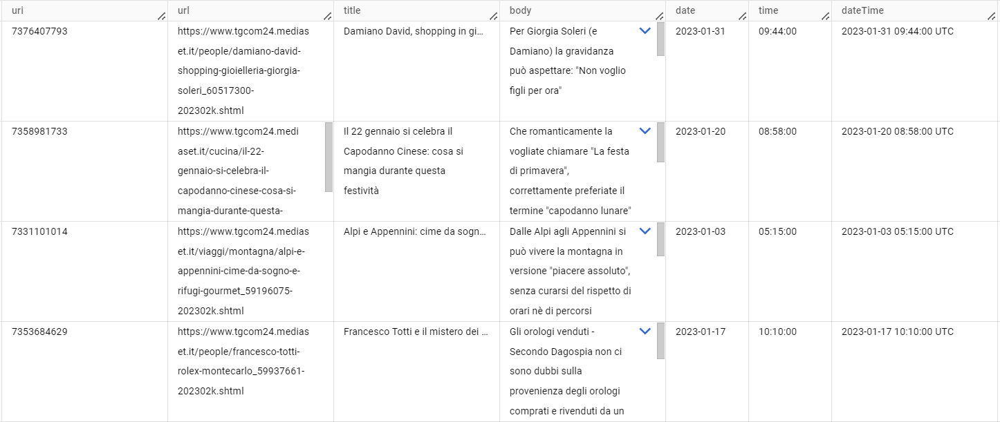 uri
url
title
body
date
time
dateTime
7376407793
https://www.tgcom24.medias
et.it/people/damiano-david-
shopping-gioielleria-giorgia-
soleri_60517300-
202302k.shtml
Damiano David, shopping in gi…
Per Giorgia Soleri (e
Damiano) la gravidanza
può aspettare: "Non voglio
figli per ora"
2023-01-31
09:44:00
2023-01-31 09:44:00 UTC
7358981733
https://www.tgcom24.medi
aset.it/cucina/il-22-
gennaio-si-celebra-il-
capodanno-cinese-cosa-si-
mangia-durante-questa-
Il 22 gennaio si celebra il
Capodanno Cinese: cosa si
mangia durante questa
festività
Che romanticamente la
vogliate chiamare "La festa
di primavera",
correttamente preferiate il
termine "capodanno lunare"
2023-01-20
08:58:00
2023-01-20 08:58:00 UTC
7331101014
https://www.tgcom24.medias
et.it/viaggi/montagna/alpi-e-
appennini-cime-da-sogno-e-
rifugi-gourmet_59196075-
202302k.shtml
Alpi e Appennini: cime da sogn…
Dalle Alpi agli Appennini si
può vivere la montagna in
versione "piacere assoluto",
senza curarsi del rispetto di
orari nè di percorsi
2023-01-03
05:15:00
2023-01-03 05:15:00 UTC
7353684629
https://www.tgcom24.medias
et.it/people/francesco-totti-
rolex-montecarlo_59937661-
202302k.shtml
Francesco Totti e il mistero dei …
Gli orologi venduti -
Secondo Dagospia non ci
sono dubbi sulla
provenienza degli orologi
comprati e rivenduti da un
2023-01-17
10:10:00
2023-01-17 10:10:00 UTC